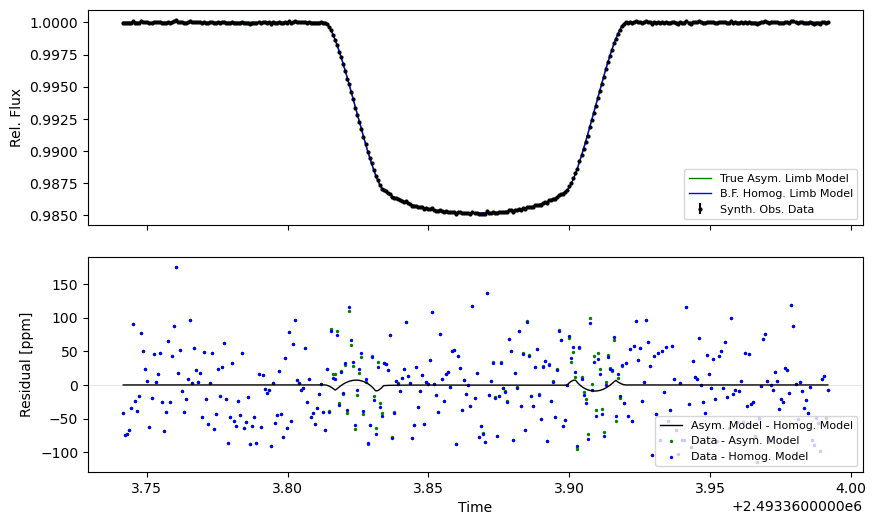 1.0000
0.9975
0.9950
0.9925
0.9900
0.9875
0.9850
Rel. Flux
True Asym. Limb Model
B.F. Homog. Limb Model
Synth. Obs. Data
150
100
50
0
−50
−100
Residual [ppm]
Asym. Model - Homog. Model
Data - Asym. Model
Data - Homog. Model
3.75
3.80
3.85
3.90
3.95
4.00
Time
+2.4933600000e6